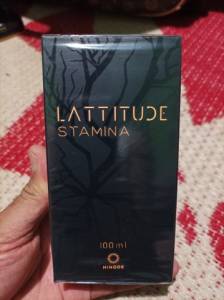 LATTITUDE
STAMINA
100 ml
HINODE